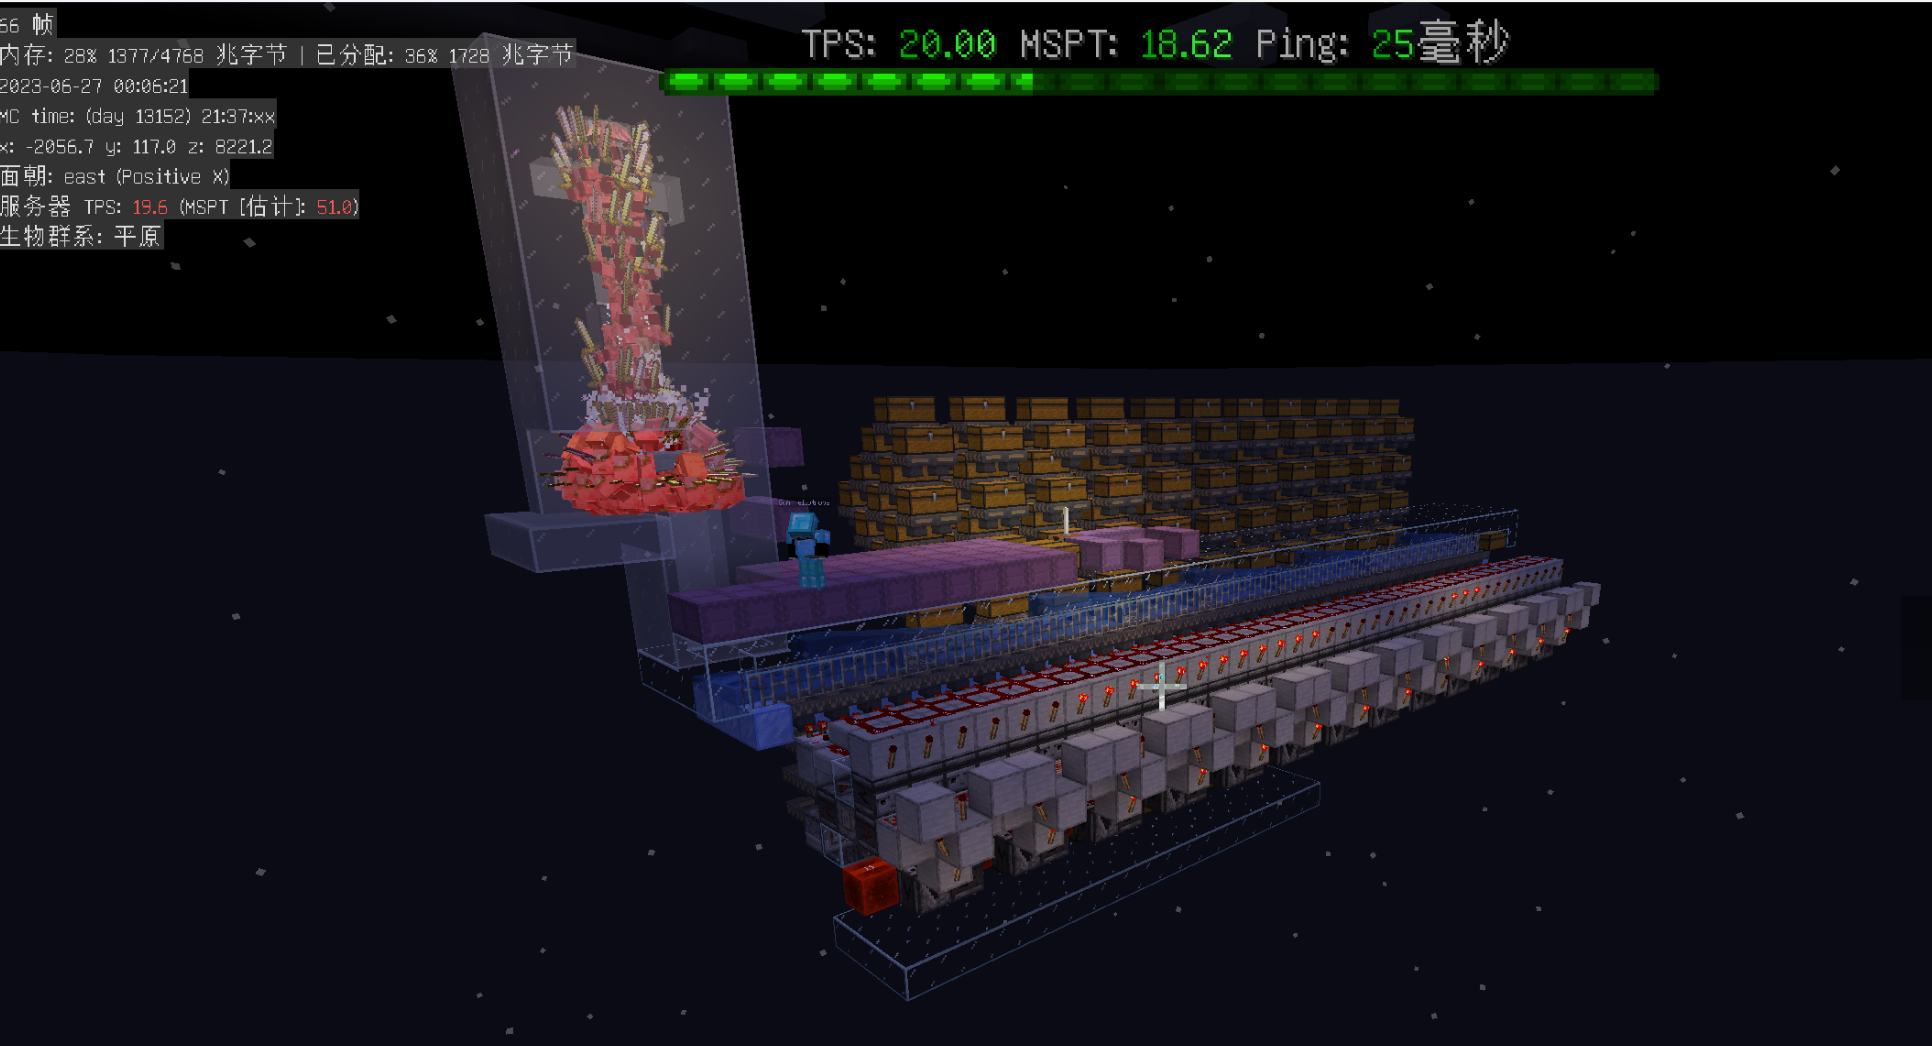 66 帧
内存: 28% 1377/4768 兆字节 | 已分配: 36% 1728 兆字节
2023-06-27 00:06:21
MC time: (day 13152) 21:37:xx
x: -2056.7 y: 117.0 z: 8221.2
面朝: east (Positive X)
服务器 TPS: 19.6 (MSPT [估计]: 51.0)
生物群系: 平原
TPS: 20.00 MSPT: 18.62 Ping: 25毫秒